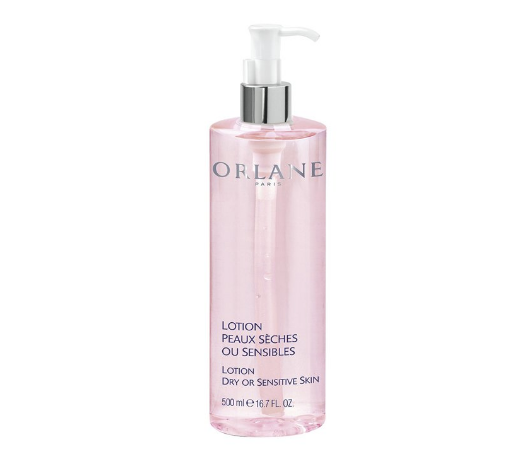 ORLANE
PARIS
LOTION
PEAUX SÈCHES
OU SENSIBLES
LOTION
DRY OR SENSITIVE SKIN
500 ml ℮ 16.7 FL. OZ.